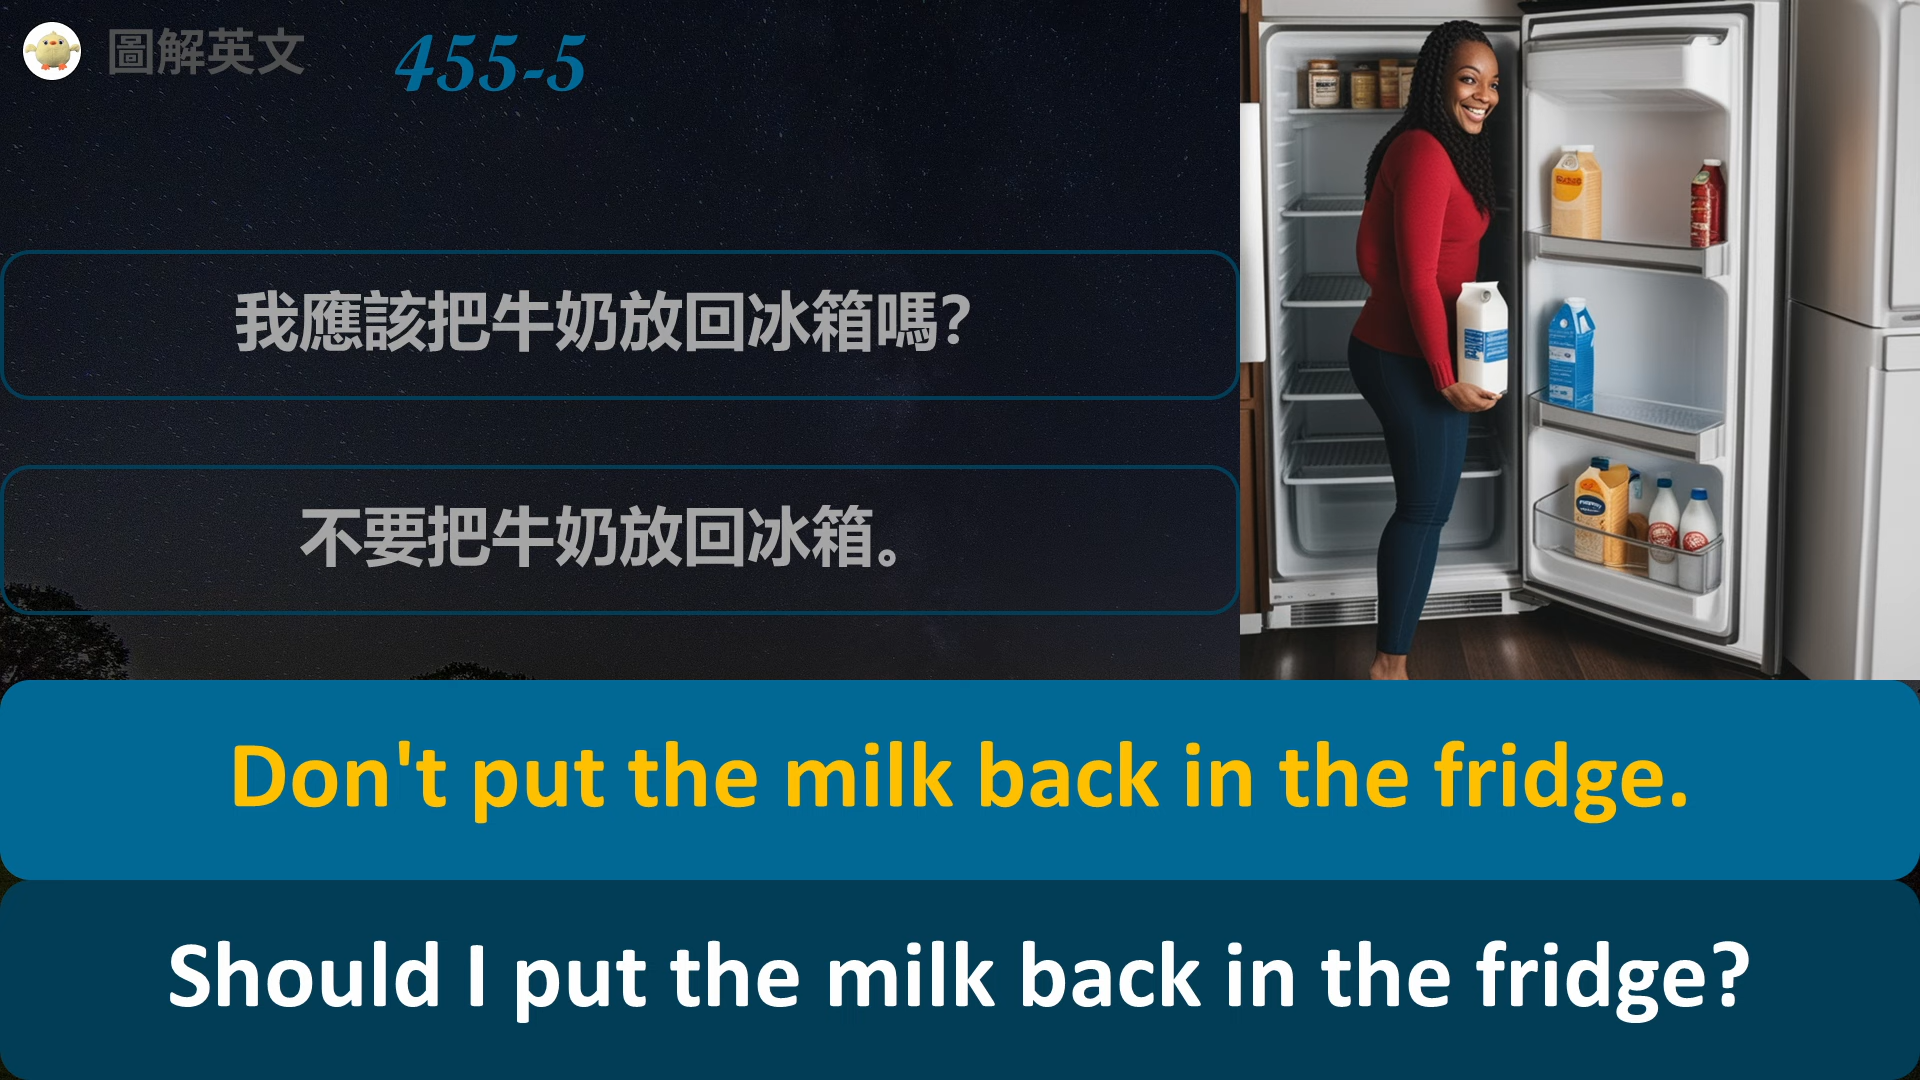 圖解英文
455-5
我應該把牛奶放回冰箱嗎?
不要把牛奶放回冰箱。
Don't put the milk back in the fridge.
Should I put the milk back in the fridge?